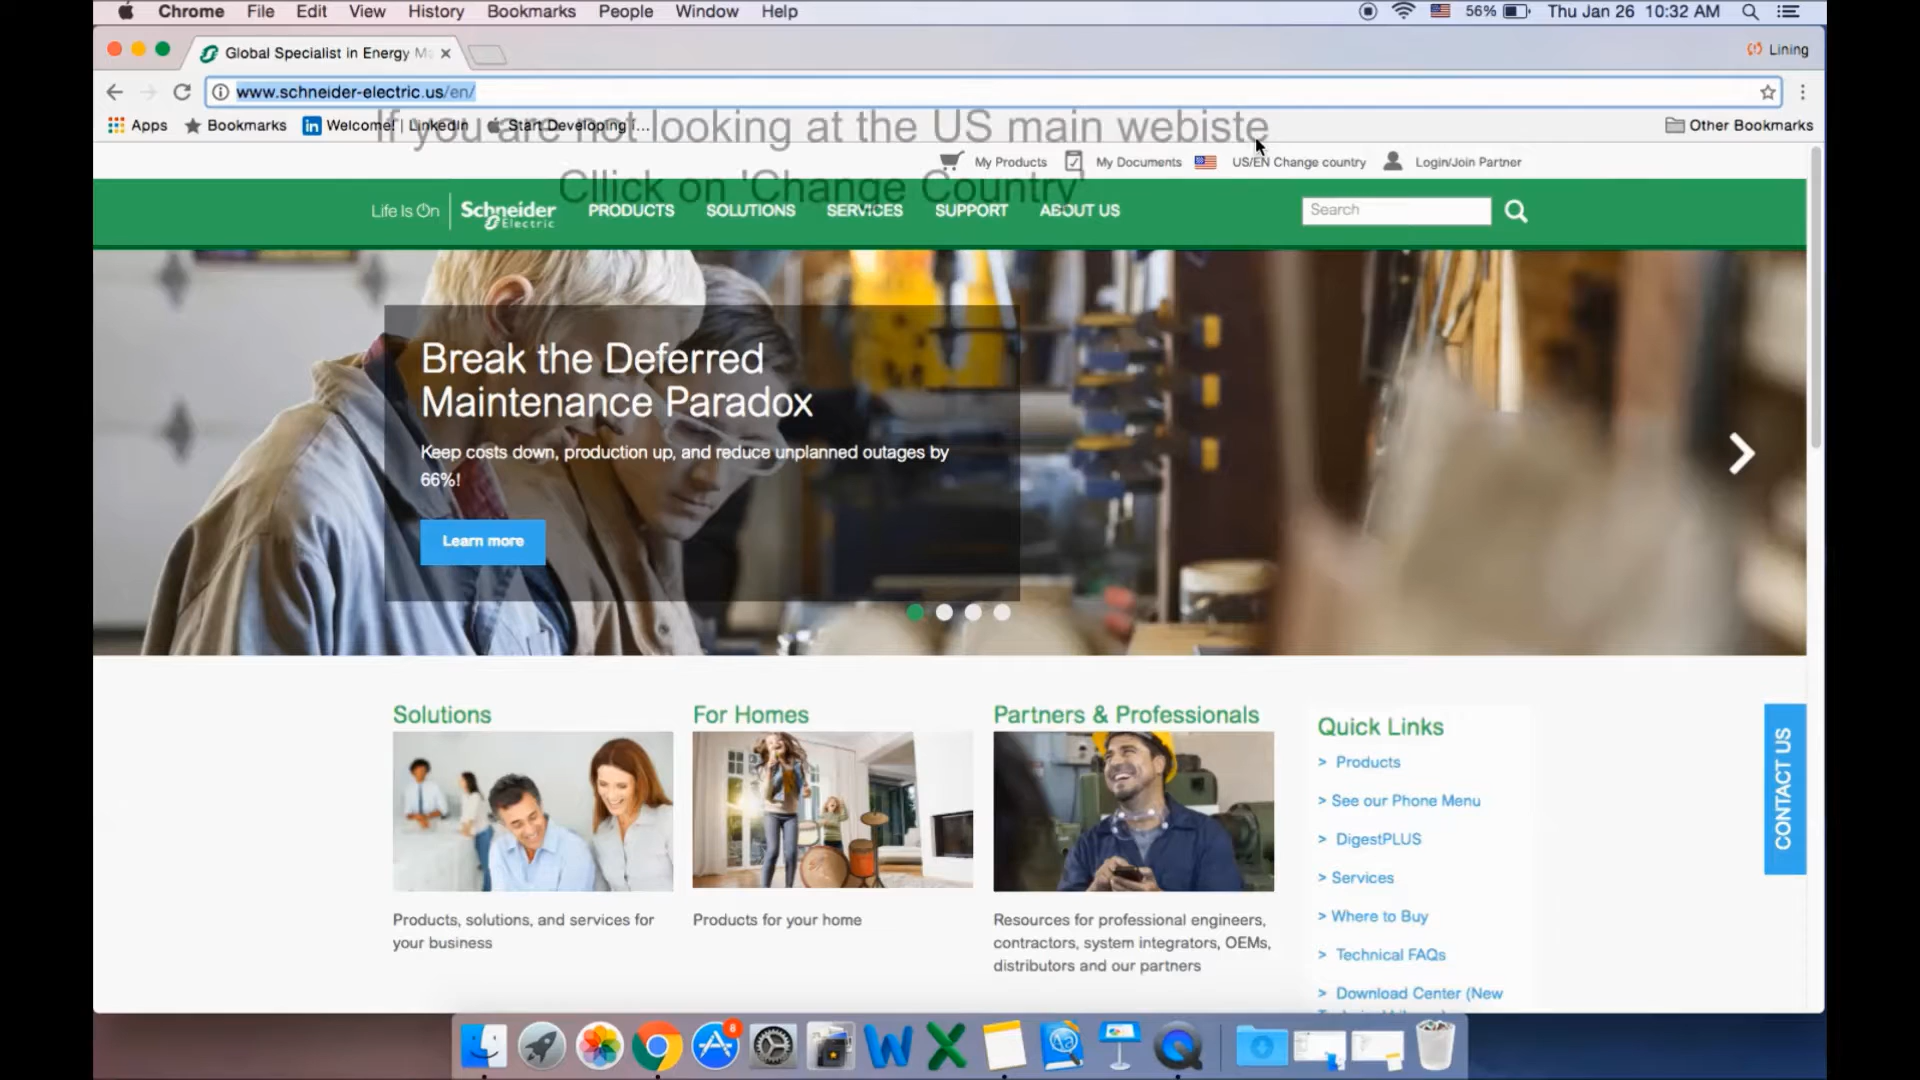 Chrome File Edit View History Bookmarks People Window Help 56% Thu Jan 26 10:32 AM
Global Specialist in Energy M Lining
www.schneider-electric.us/en/
Apps Bookmarks Welcome! | LinkedIn Start Developing i... Other Bookmarks
If you are not looking at the US main webiste
My Products My Documents US/EN Change country Login/Join Partner
Cllick on 'Change Country'
Life Is On Schneider Electric PRODUCTS SOLUTIONS SERVICES SUPPORT ABOUT US Search
Break the Deferred
Maintenance Paradox
Keep costs down, production up, and reduce unplanned outages by
66%!
Learn more
Solutions
Products, solutions, and services for
your business
For Homes
Products for your home
Partners & Professionals
Resources for professional engineers,
contractors, system integrators, OEMs,
distributors and our partners
Quick Links
> Products
> See our Phone Menu
> DigestPLUS
> Services
> Where to Buy
> Technical FAQs
> Download Center (New
CONTACT US
8